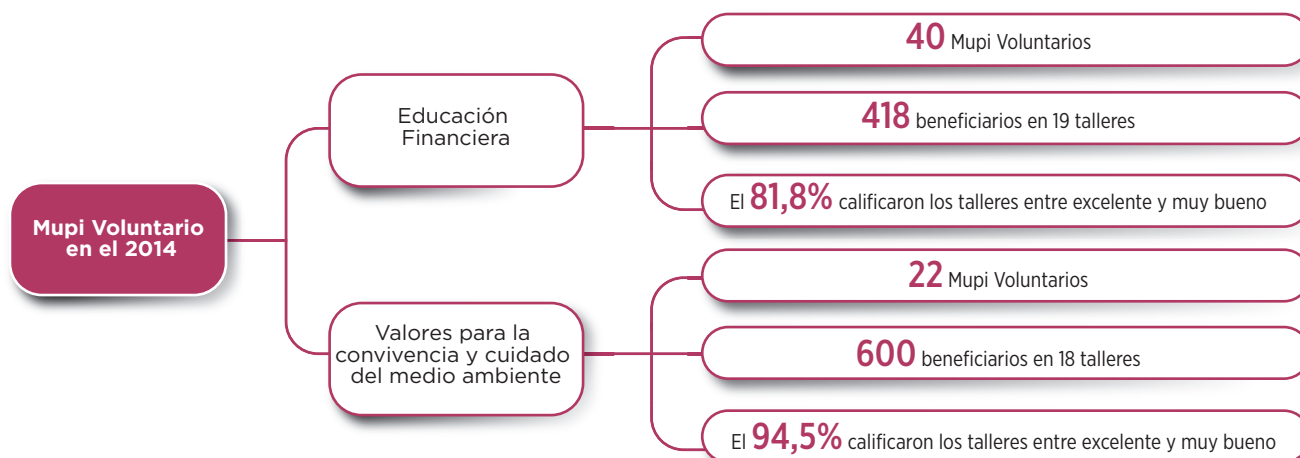 Mupi Voluntario
en el 2014
Educación
Financiera
40 Mupi Voluntarios
418 beneficiarios en 19 talleres
El 81,8% calificaron los talleres entre excelente y muy bueno
Valores para la
convivencia y cuidado
del medio ambiente
22 Mupi Voluntarios
600 beneficiarios en 18 talleres
El 94,5% calificaron los talleres entre excelente y muy bueno